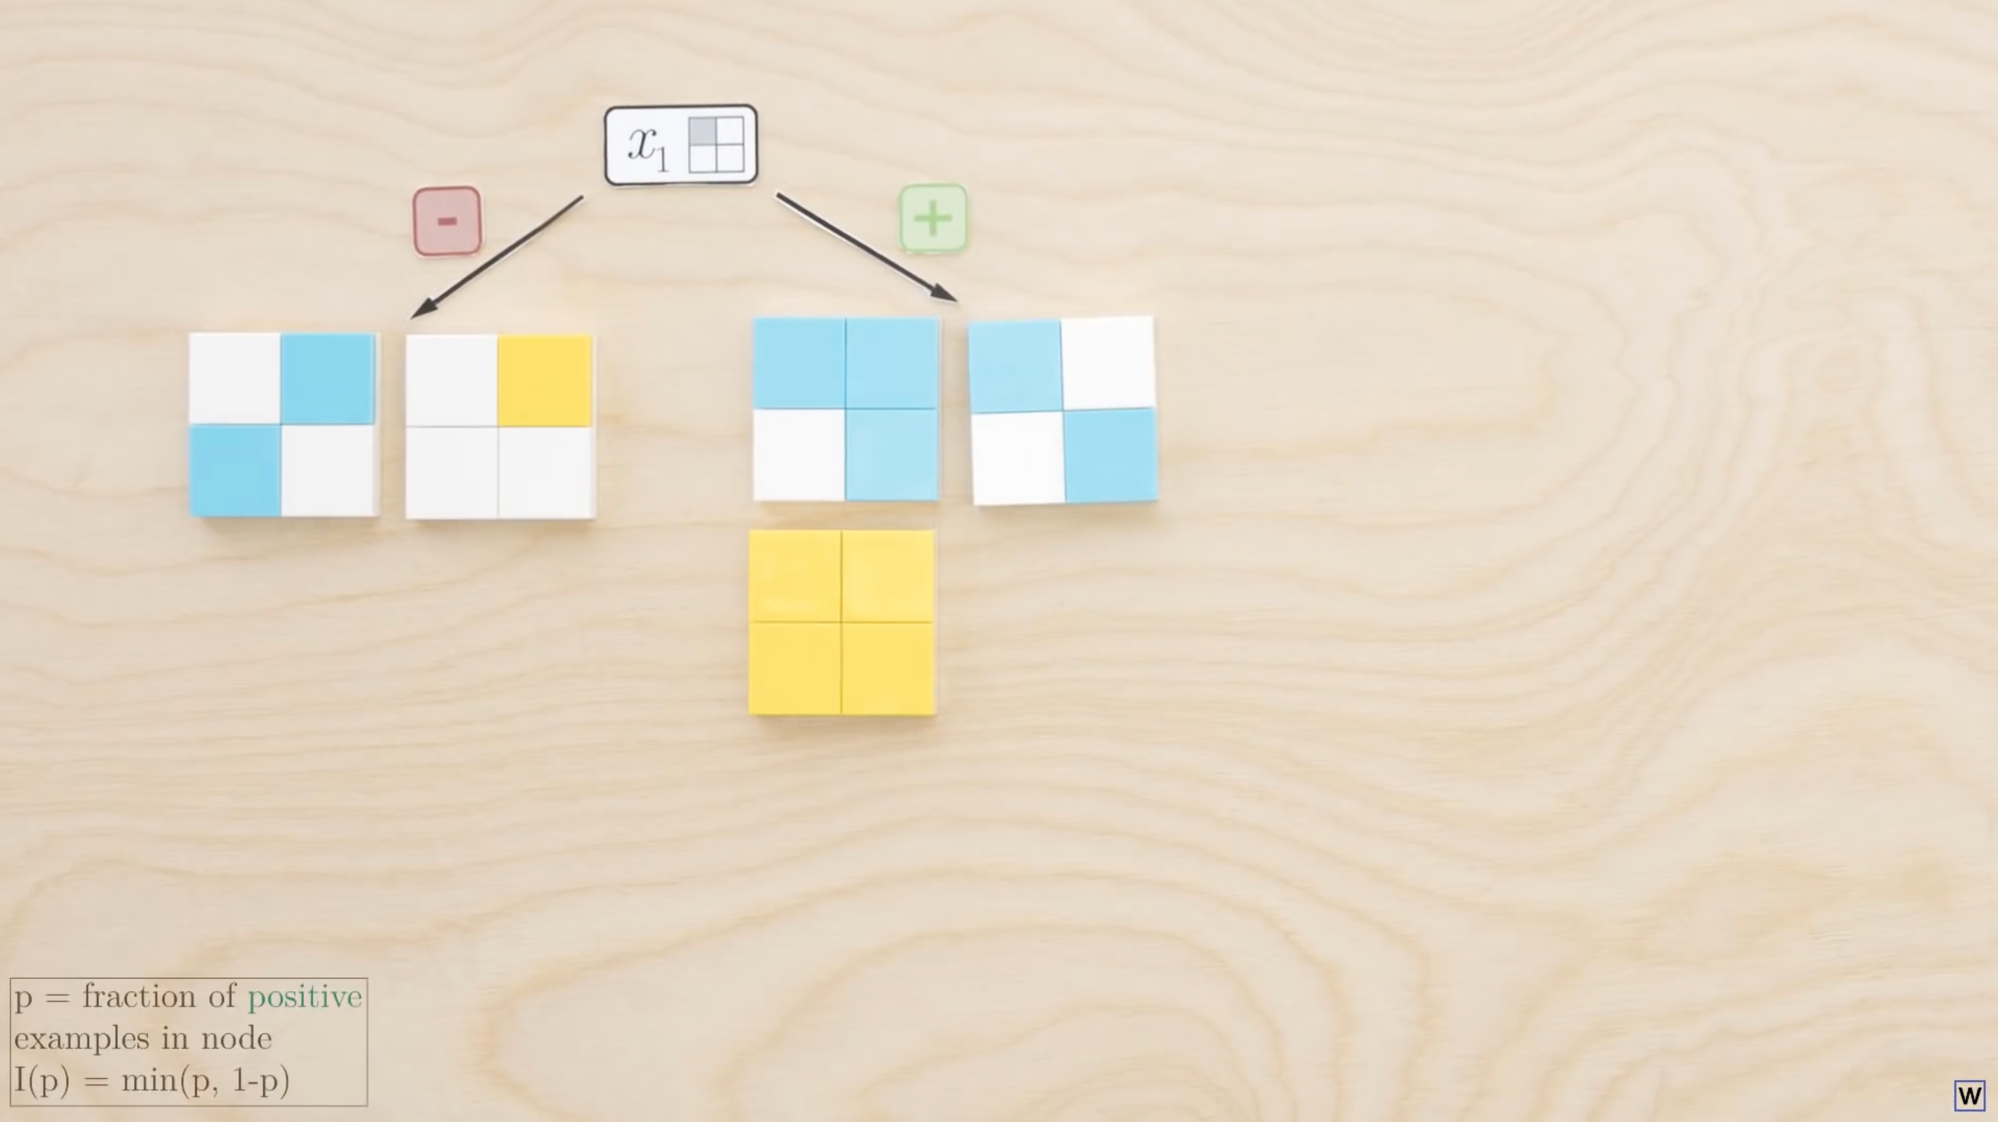 x₁
-
+
p = fraction of positive
examples in node
I(p) = min(p, 1-p)
W